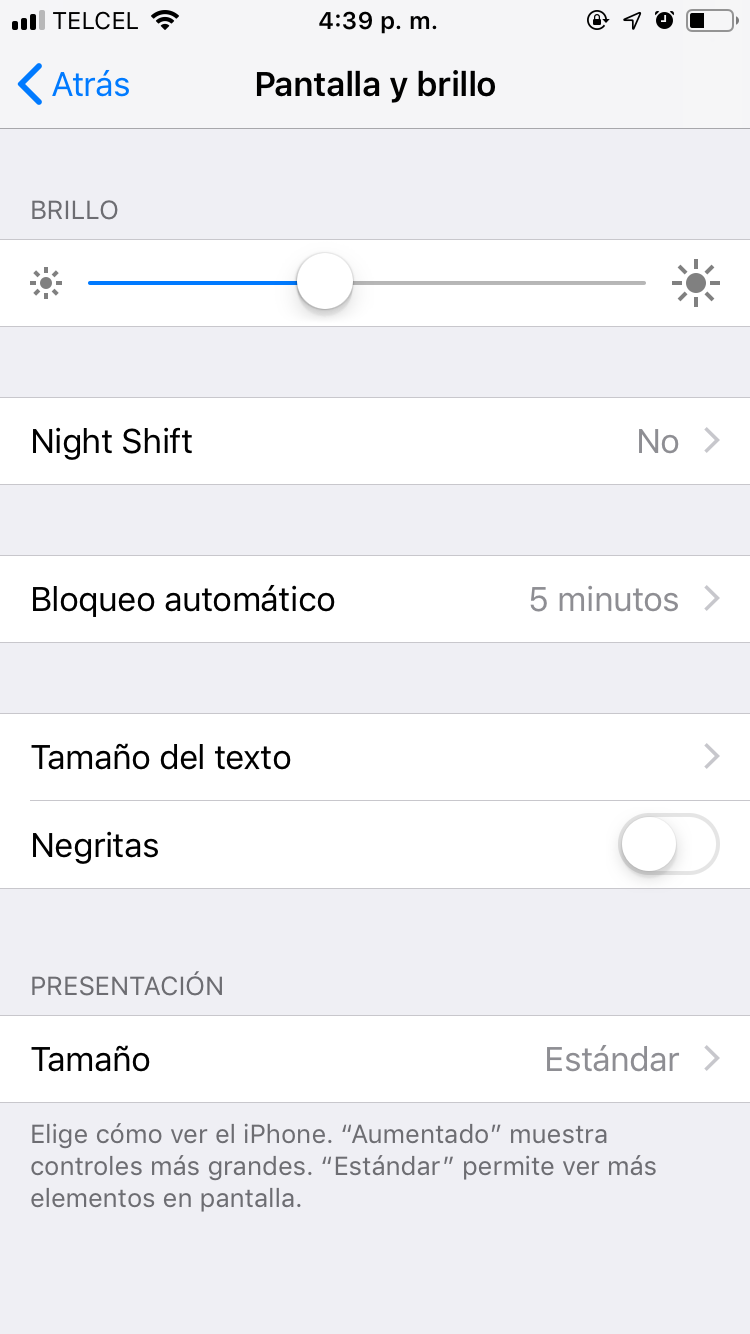 TELCEL 4:39 p. m.
Atrás Pantalla y brillo
BRILLO
Night Shift No
Bloqueo automático 5 minutos
Tamaño del texto
Negritas
PRESENTACIÓN
Tamaño Estándar
Elige cómo ver el iPhone. “Aumentado” muestra
controles más grandes. “Estándar” permite ver más
elementos en pantalla.